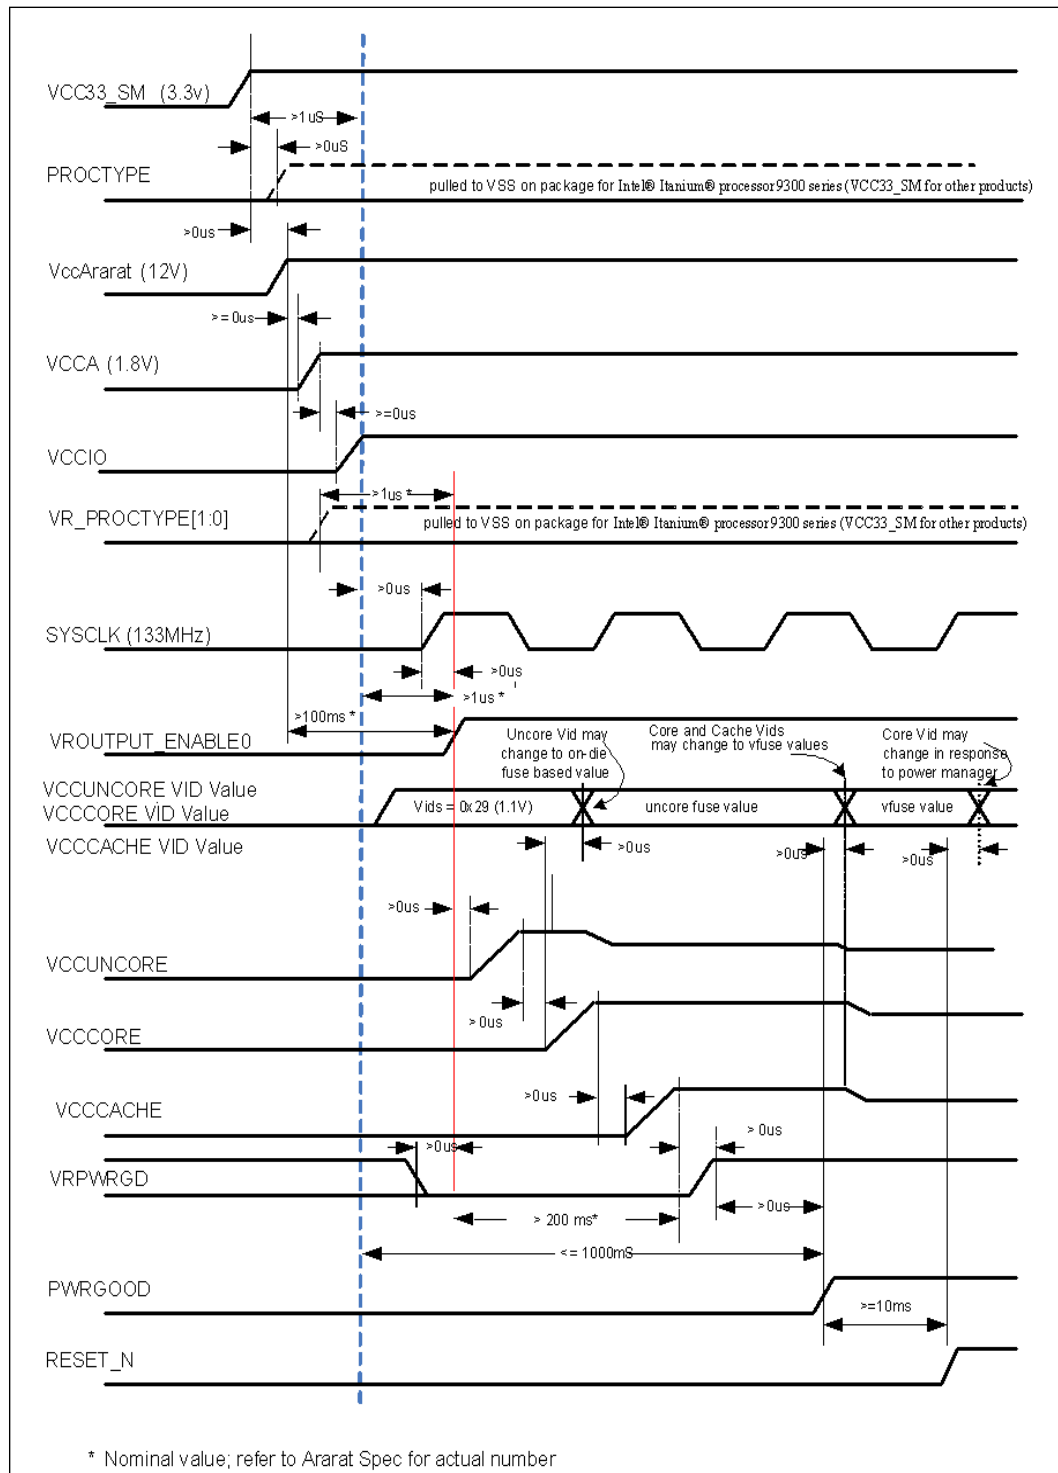 VCC33_SM (3.3v)
>1uS
>0uS
PROCTYPE
pulled to VSS on package for Intel® Itanium® processor 9300 series (VCC33_SM for other products)
>0us
VccArarat (12V)
>=0us
VCCA (1.8V)
>=0us
VCCIO
>1us *
VR_PROCTYPE[1:0]
pulled to VSS on package for Intel® Itanium® processor 9300 series (VCC33_SM for other products)
>0us
SYSCLK (133MHz)
>0us
>1us *
>100ms *
VROUTPUT_ENABLE0
Uncore Vid may
change to on-die
fuse based value
Core and Cache Vids
may change to vfuse values
Core Vid may
change in response
to power manager
VCCUNCORE VID Value
VCCCORE VID Value
VCCCACHE VID Value
Vids = 0x29 (1.1V)
uncore fuse value
vfuse value
>0us
>0us
>0us
>0us
VCCUNCORE
>0us
VCCCORE
>0us
VCCCACHE
>0us
>0us
VRPWRGD
>0us
> 200 ms*
<= 1000mS
PWRGOOD
>=10ms
RESET_N
* Nominal value; refer to Ararat Spec for actual number